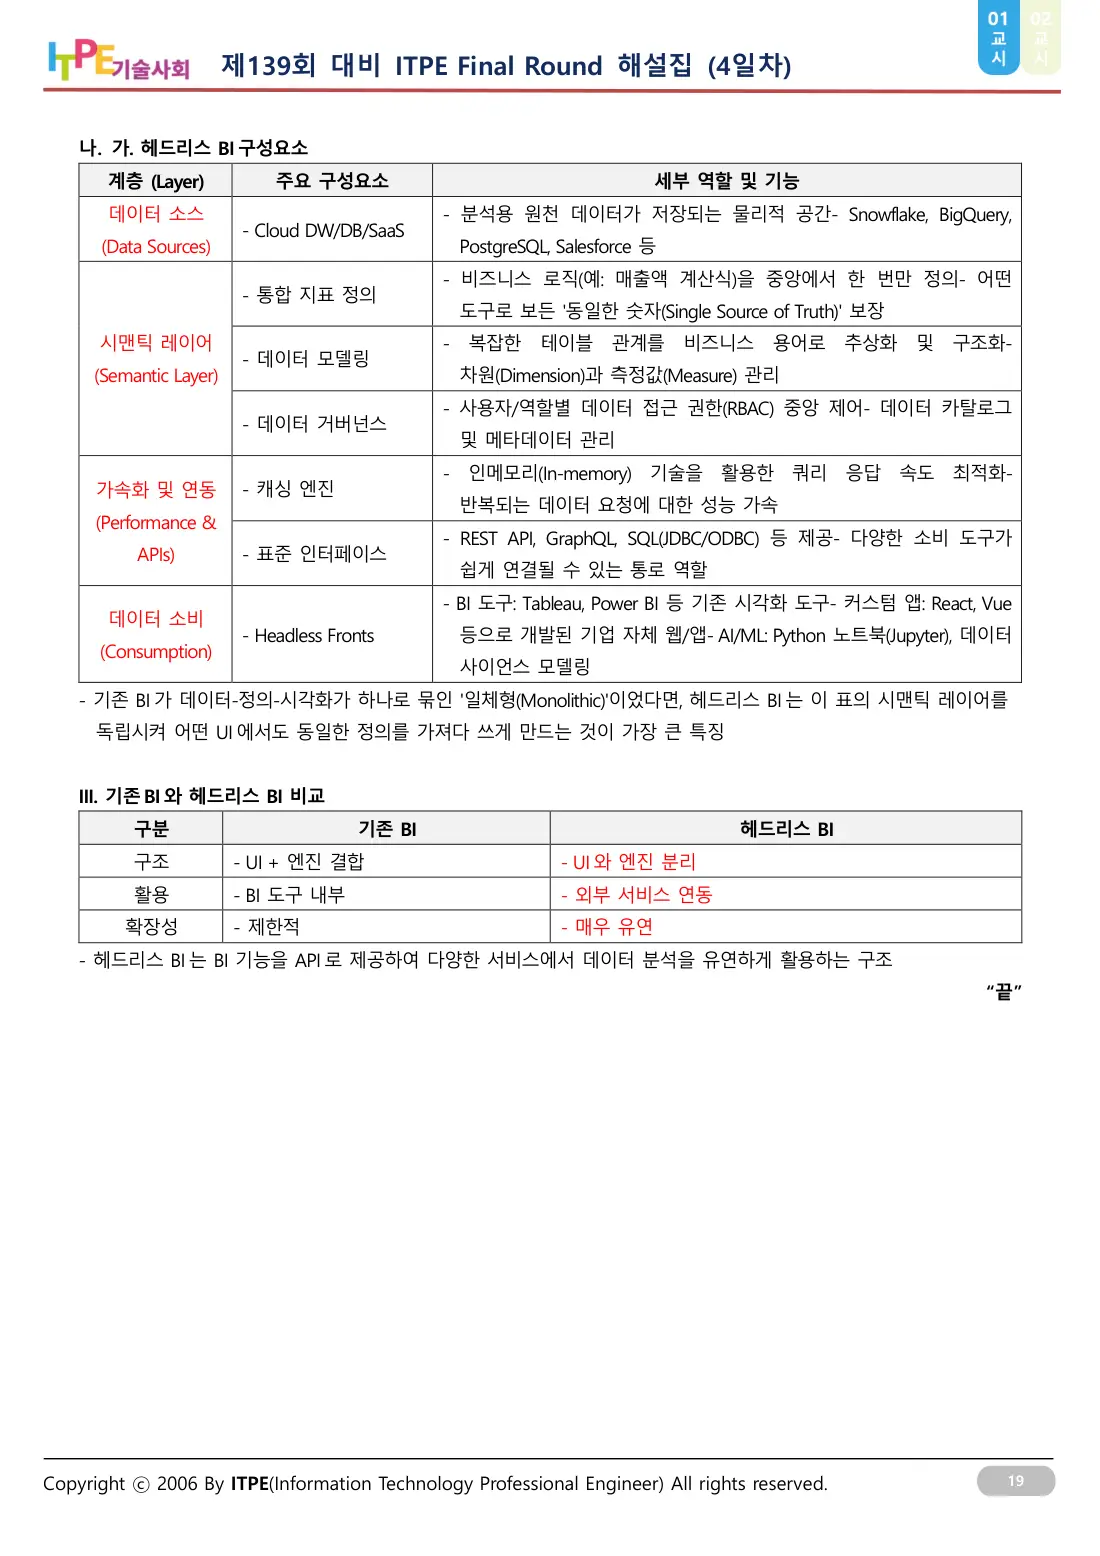 ITPE기술사회 제139회 대비 ITPE Final Round 해설집 (4일차)
01 교 시
02 교 시
나. 가. 헤드리스 BI 구성요소
계층 (Layer) 주요 구성요소 세부 역할 및 기능
데이터 소스
(Data Sources)
- Cloud DW/DB/SaaS
- 분석용 원천 데이터가 저장되는 물리적 공간- Snowflake, BigQuery,
PostgreSQL, Salesforce 등
시맨틱 레이어
(Semantic Layer)
- 통합 지표 정의
- 비즈니스 로직(예: 매출액 계산식)을 중앙에서 한 번만 정의- 어떤
도구로 보든 '동일한 숫자(Single Source of Truth)' 보장
- 데이터 모델링
- 복잡한 테이블 관계를 비즈니스 용어로 추상화 및 구조화-
차원(Dimension)과 측정값(Measure) 관리
- 데이터 거버넌스
- 사용자/역할별 데이터 접근 권한(RBAC) 중앙 제어- 데이터 카탈로그
및 메타데이터 관리
가속화 및 연동
(Performance &
APIs)
- 캐싱 엔진
- 인메모리(In-memory) 기술을 활용한 쿼리 응답 속도 최적화-
반복되는 데이터 요청에 대한 성능 가속
- 표준 인터페이스
- REST API, GraphQL, SQL(JDBC/ODBC) 등 제공- 다양한 소비 도구가
쉽게 연결될 수 있는 통로 역할
데이터 소비
(Consumption)
- Headless Fronts
- BI 도구: Tableau, Power BI 등 기존 시각화 도구- 커스텀 앱: React, Vue
등으로 개발된 기업 자체 웹/앱- AI/ML: Python 노트북(Jupyter), 데이터
사이언스 모델링
- 기존 BI 가 데이터-정의-시각화가 하나로 묶인 '일체형(Monolithic)'이었다면, 헤드리스 BI 는 이 표의 시맨틱 레이어를
독립시켜 어떤 UI 에서도 동일한 정의를 가져다 쓰게 만드는 것이 가장 큰 특징
III. 기존 BI 와 헤드리스 BI 비교
구분 기존 BI 헤드리스 BI
구조 - UI + 엔진 결합 - UI 와 엔진 분리
활용 - BI 도구 내부 - 외부 서비스 연동
확장성 - 제한적 - 매우 유연
- 헤드리스 BI 는 BI 기능을 API 로 제공하여 다양한 서비스에서 데이터 분석을 유연하게 활용하는 구조
“끝”
Copyright ⓒ 2006 By ITPE(Information Technology Professional Engineer) All rights reserved.
19